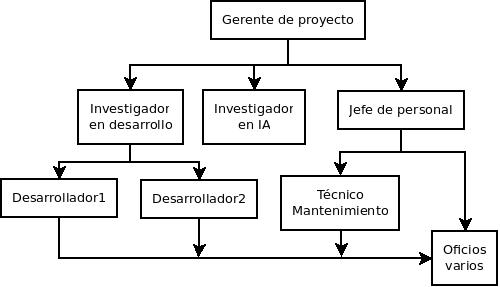 Gerente de proyecto
Investigador
en desarrollo
Investigador
en IA
Jefe de personal
Desarrollador1
Desarrollador2
Técnico
Mantenimiento
Oficios
varios